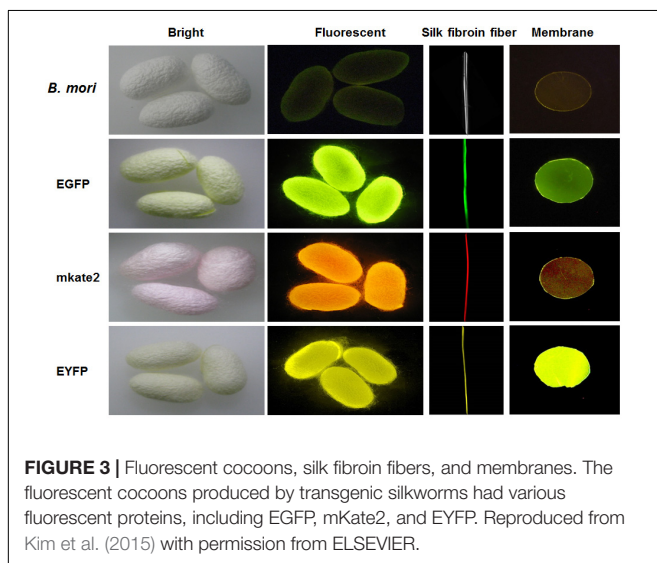 Bright Fluorescent Silk fibroin fiber Membrane
B. mori
EGFP
mkate2
EYFP
FIGURE 3 | Fluorescent cocoons, silk fibroin fibers, and membranes. The
fluorescent cocoons produced by transgenic silkworms had various
fluorescent proteins, including EGFP, mKate2, and EYFP. Reproduced from
Kim et al. (2015) with permission from ELSEVIER.